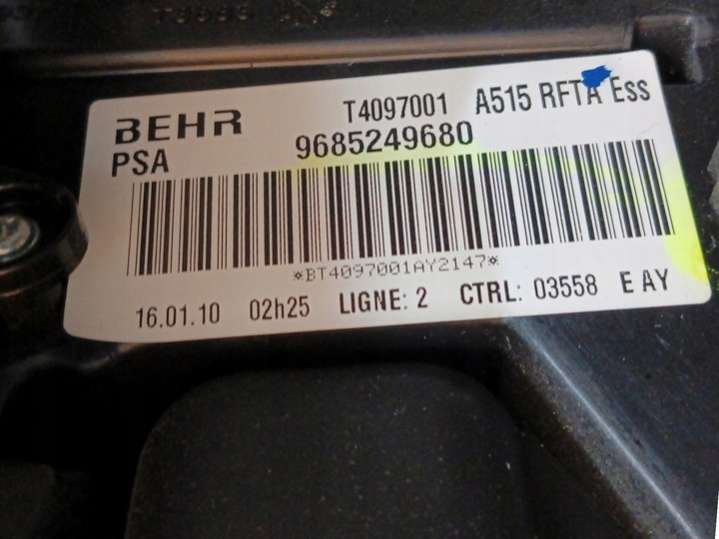 BEHR T4097001 A515 RFTA Ess
PSA 9685249680
*BT4097001AY2147*
16.01.10 02h25 LIGNE: 2 CTRL: 03558 E AY